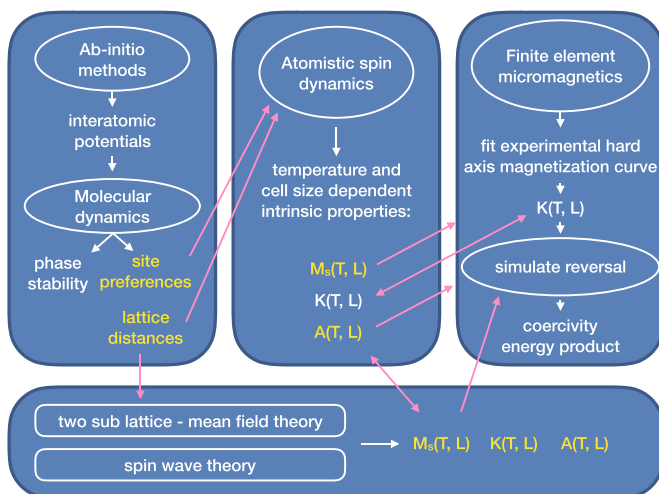 Ab-initio
methods
interatomic
potentials
Molecular
dynamics
phase
stability
site
preferences
lattice
distances
Atomistic spin
dynamics
temperature and
cell size dependent
intrinsic properties:
Mₛ(T, L)
K(T, L)
A(T, L)
Finite element
micromagnetics
fit experimental hard
axis magnetization curve
K(T, L)
simulate reversal
coercivity
energy product
two sub lattice - mean field theory
spin wave theory
Mₛ(T, L) K(T, L) A(T, L)